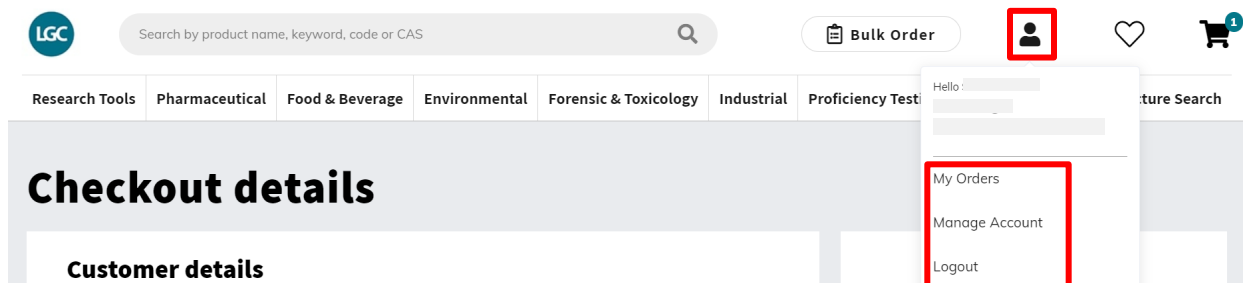 LGC
Search by product name, keyword, code or CAS
Bulk Order
1
Research Tools
Pharmaceutical
Food & Beverage
Environmental
Forensic & Toxicology
Industrial
Proficiency Testi
cture Search
Hello
My Orders
Manage Account
Logout
Checkout details
Customer details